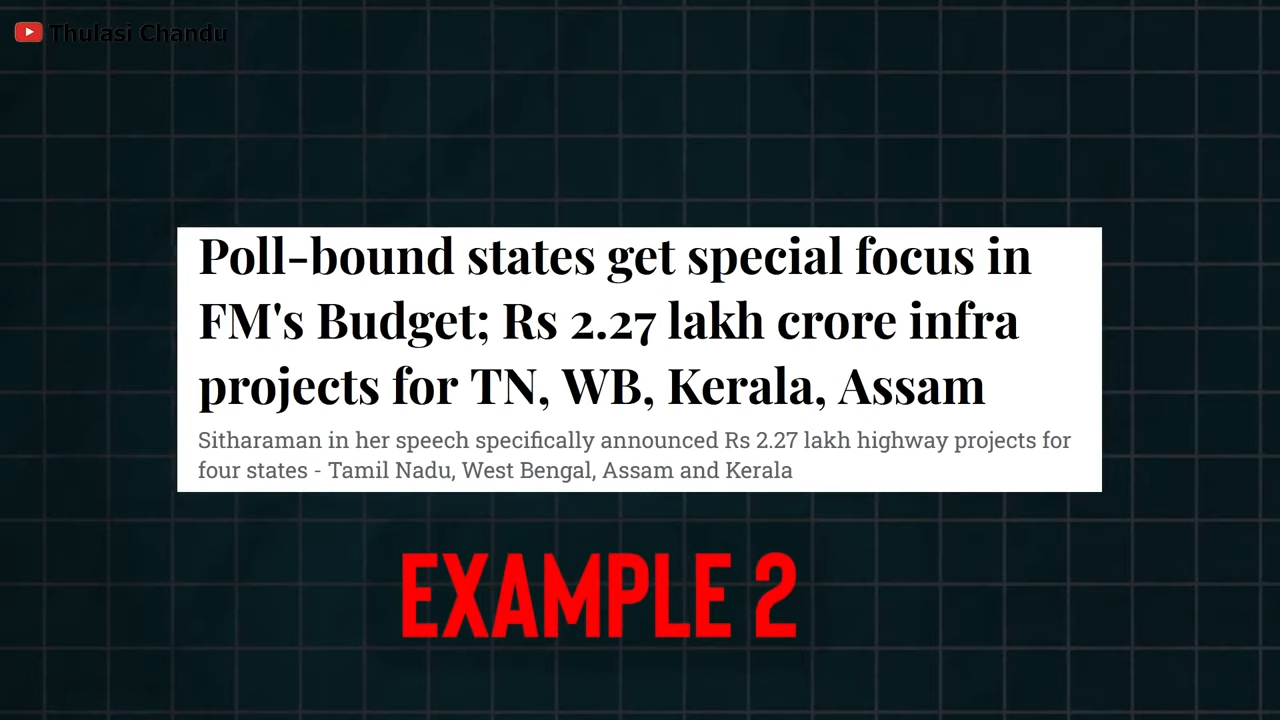 Thulasi Chandu
Poll-bound states get special focus in
FM's Budget; Rs 2.27 lakh crore infra
projects for TN, WB, Kerala, Assam
Sitharaman in her speech specifically announced Rs 2.27 lakh highway projects for
four states - Tamil Nadu, West Bengal, Assam and Kerala
EXAMPLE 2